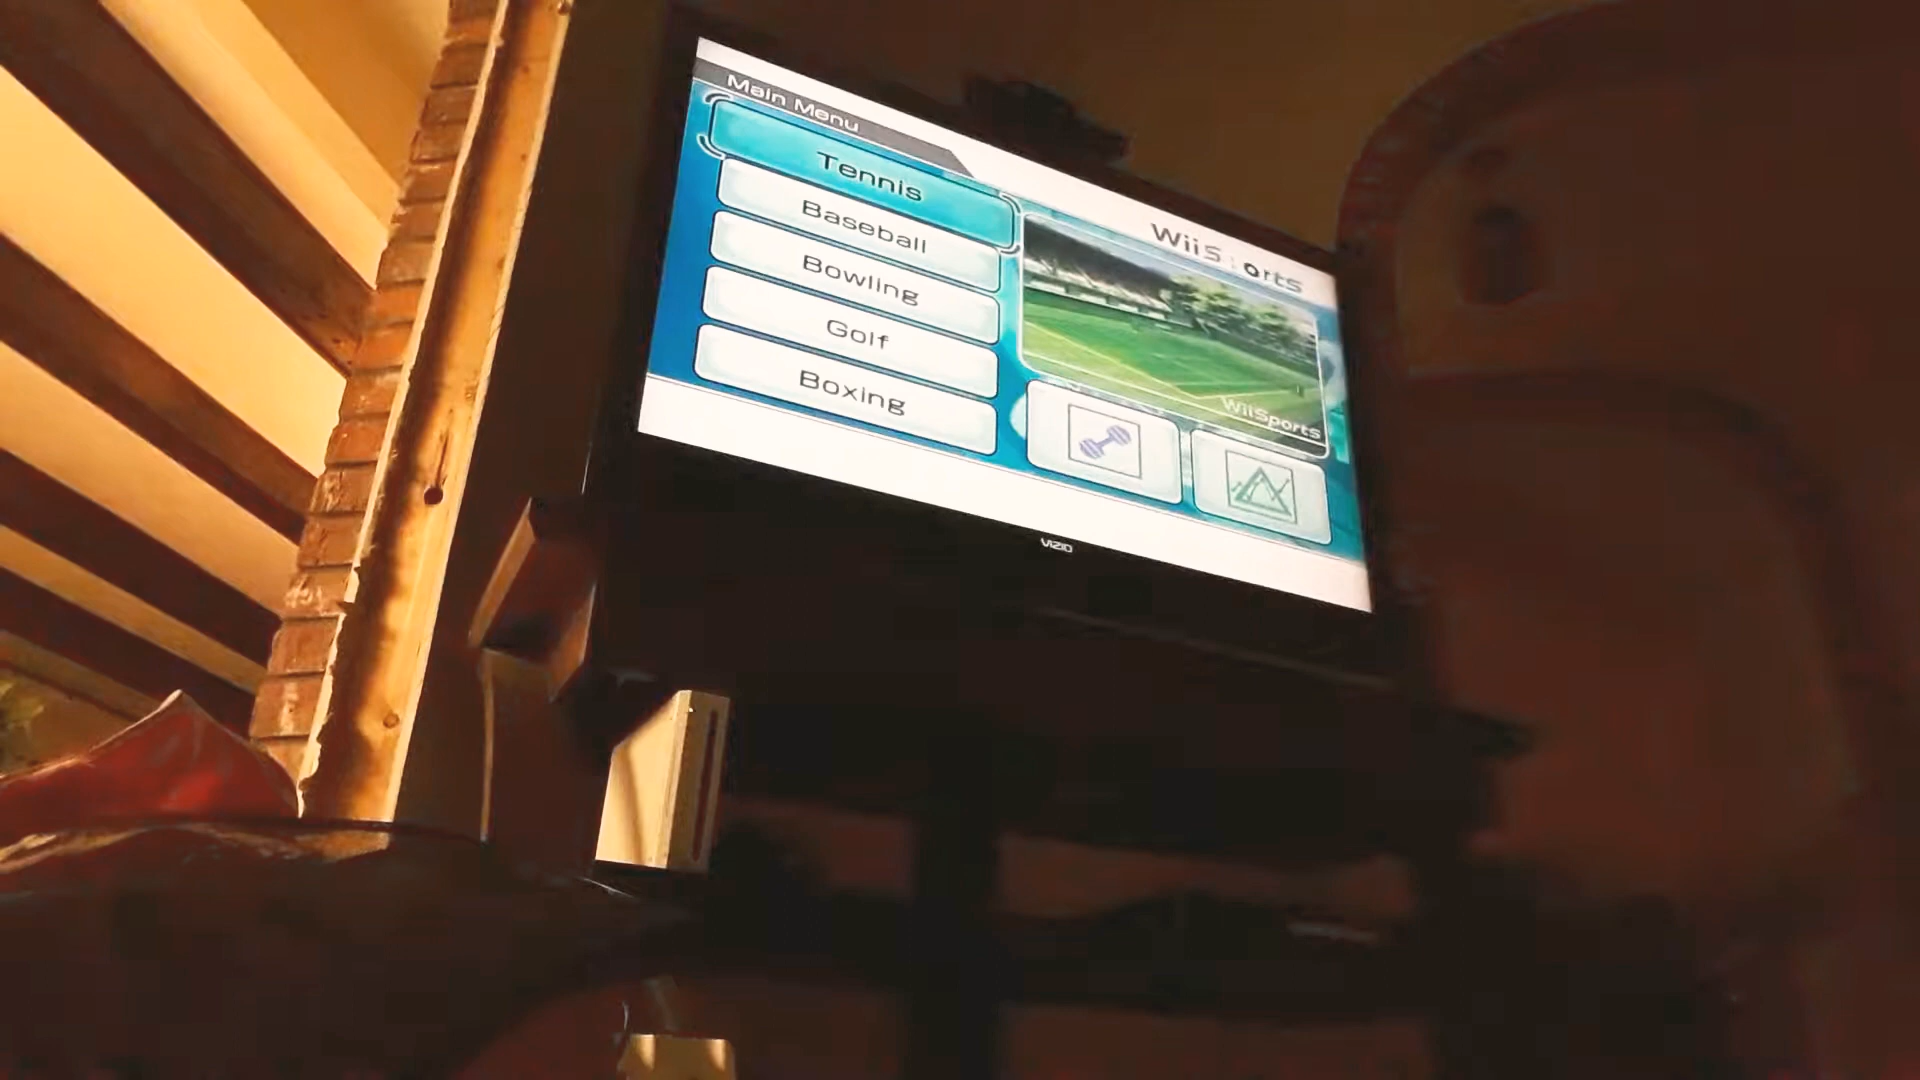 Main Menu
Tennis
Baseball
Bowling
Golf
Boxing
WiiSports
WiiSports
VIZIO